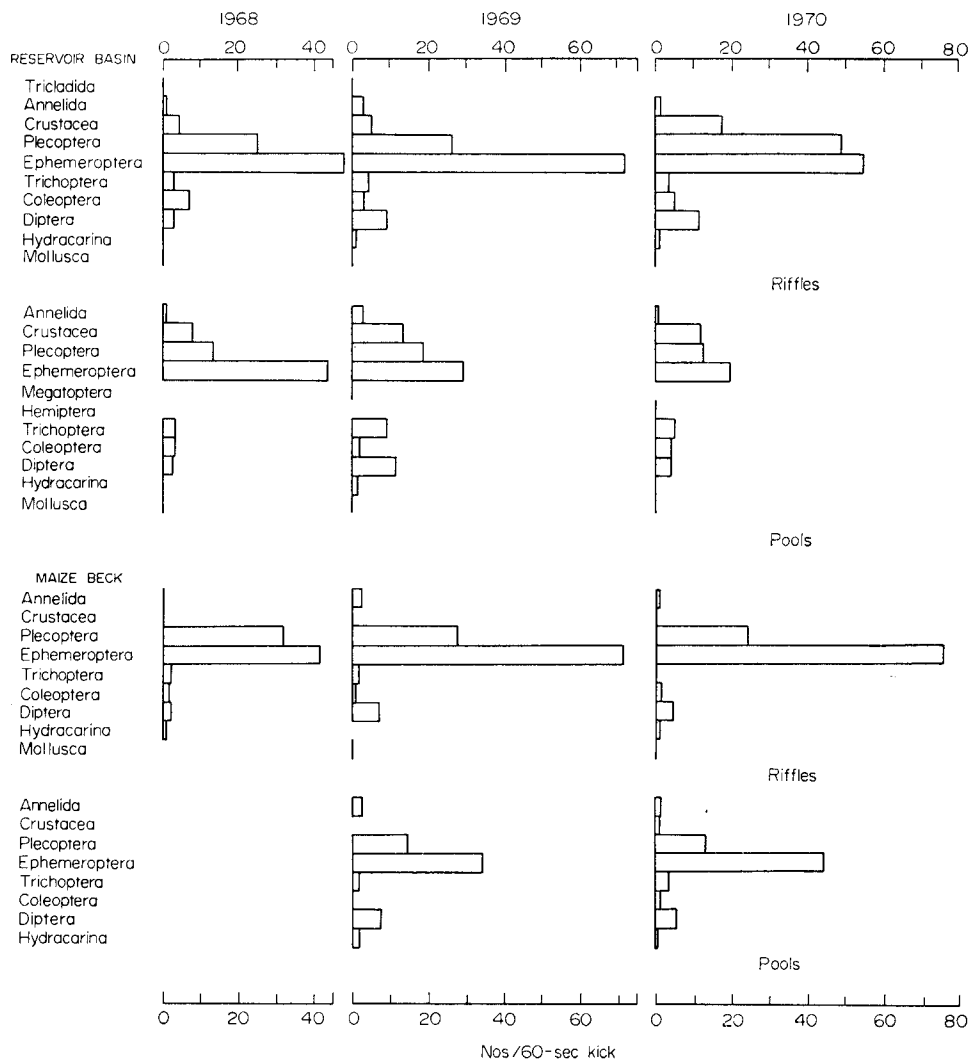 1968 1969 1970
0 20 40 0 20 40 60 0 20 40 60 80
RESERVOIR BASIN
Tricladida
Annelida
Crustacea
Plecoptera
Ephemeroptera
Trichoptera
Coleoptera
Diptera
Hydracarina
Mollusca
Riffles
Annelida
Crustacea
Plecoptera
Ephemeroptera
Megatoptera
Hemiptera
Trichoptera
Coleoptera
Diptera
Hydracarina
Mollusca
Pools
MAIZE BECK
Annelida
Crustacea
Plecoptera
Ephemeroptera
Trichoptera
Coleoptera
Diptera
Hydracarina
Mollusca
Riffles
Annelida
Crustacea
Plecoptera
Ephemeroptera
Trichoptera
Coleoptera
Diptera
Hydracarina
Pools
0 20 40 0 20 40 60 0 20 40 60 80
Nos/60-sec kick